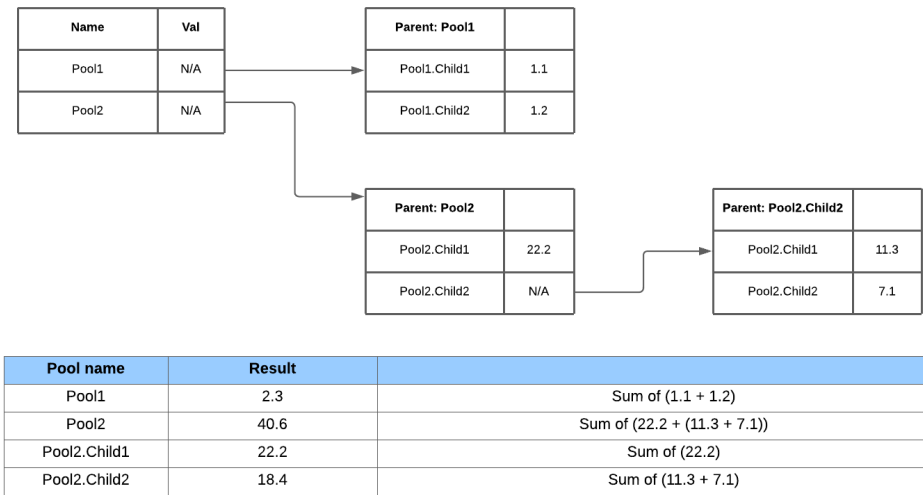 Name Val
Pool1 N/A
Pool2 N/A
Parent: Pool1
Pool1.Child1 1.1
Pool1.Child2 1.2
Parent: Pool2
Pool2.Child1 22.2
Pool2.Child2 N/A
Parent: Pool2.Child2
Pool2.Child1 11.3
Pool2.Child2 7.1
Pool name Result
Pool1 2.3 Sum of (1.1 + 1.2)
Pool2 40.6 Sum of (22.2 + (11.3 + 7.1))
Pool2.Child1 22.2 Sum of (22.2)
Pool2.Child2 18.4 Sum of (11.3 + 7.1)